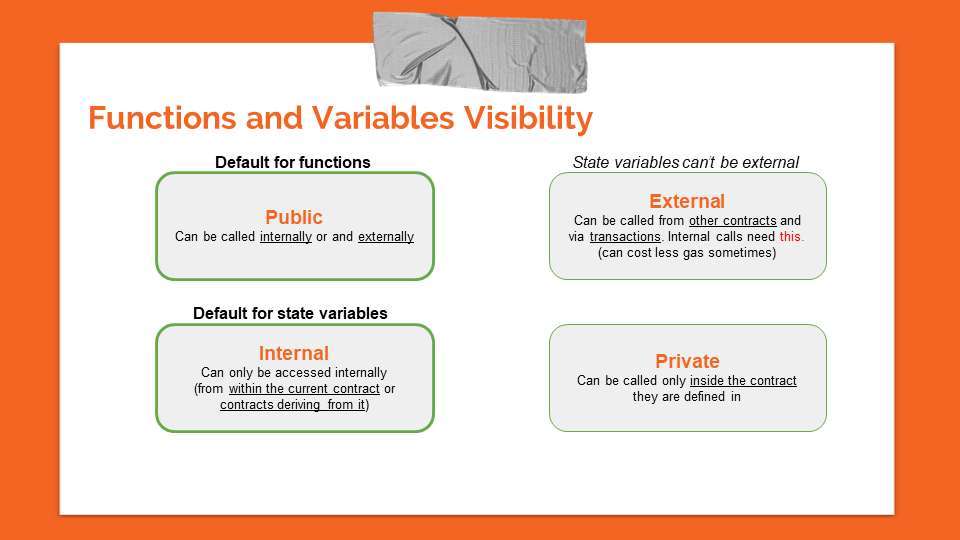 Functions and Variables Visibility
Default for functions
Public
Can be called internally or and externally
State variables can't be external
External
Can be called from other contracts and
via transactions. Internal calls need this.
(can cost less gas sometimes)
Default for state variables
Internal
Can only be accessed internally
(from within the current contract or
contracts deriving from it)
Private
Can be called only inside the contract
they are defined in